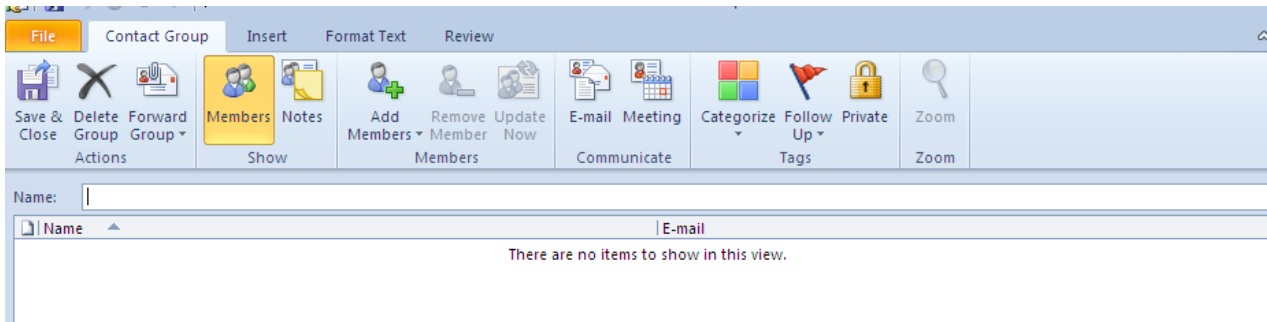 File Contact Group Insert Format Text Review
Save & Close Delete Group Forward Group Members Notes Add Members Remove Member Update Now E-mail Meeting Categorize Follow Up Private Zoom
Actions Show Members Communicate Tags Zoom
Name:
Name E-mail
There are no items to show in this view.